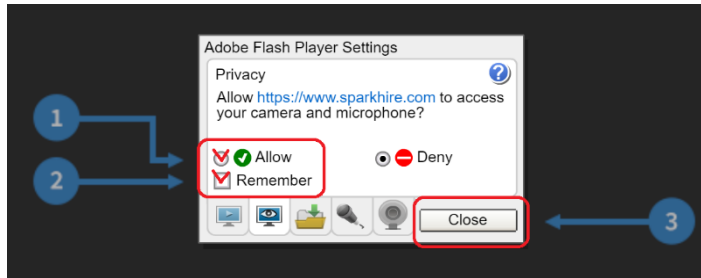 Adobe Flash Player Settings
Privacy
?
Allow https://www.sparkhire.com to access
your camera and microphone?
1
Allow
Deny
2
Remember
Close
3